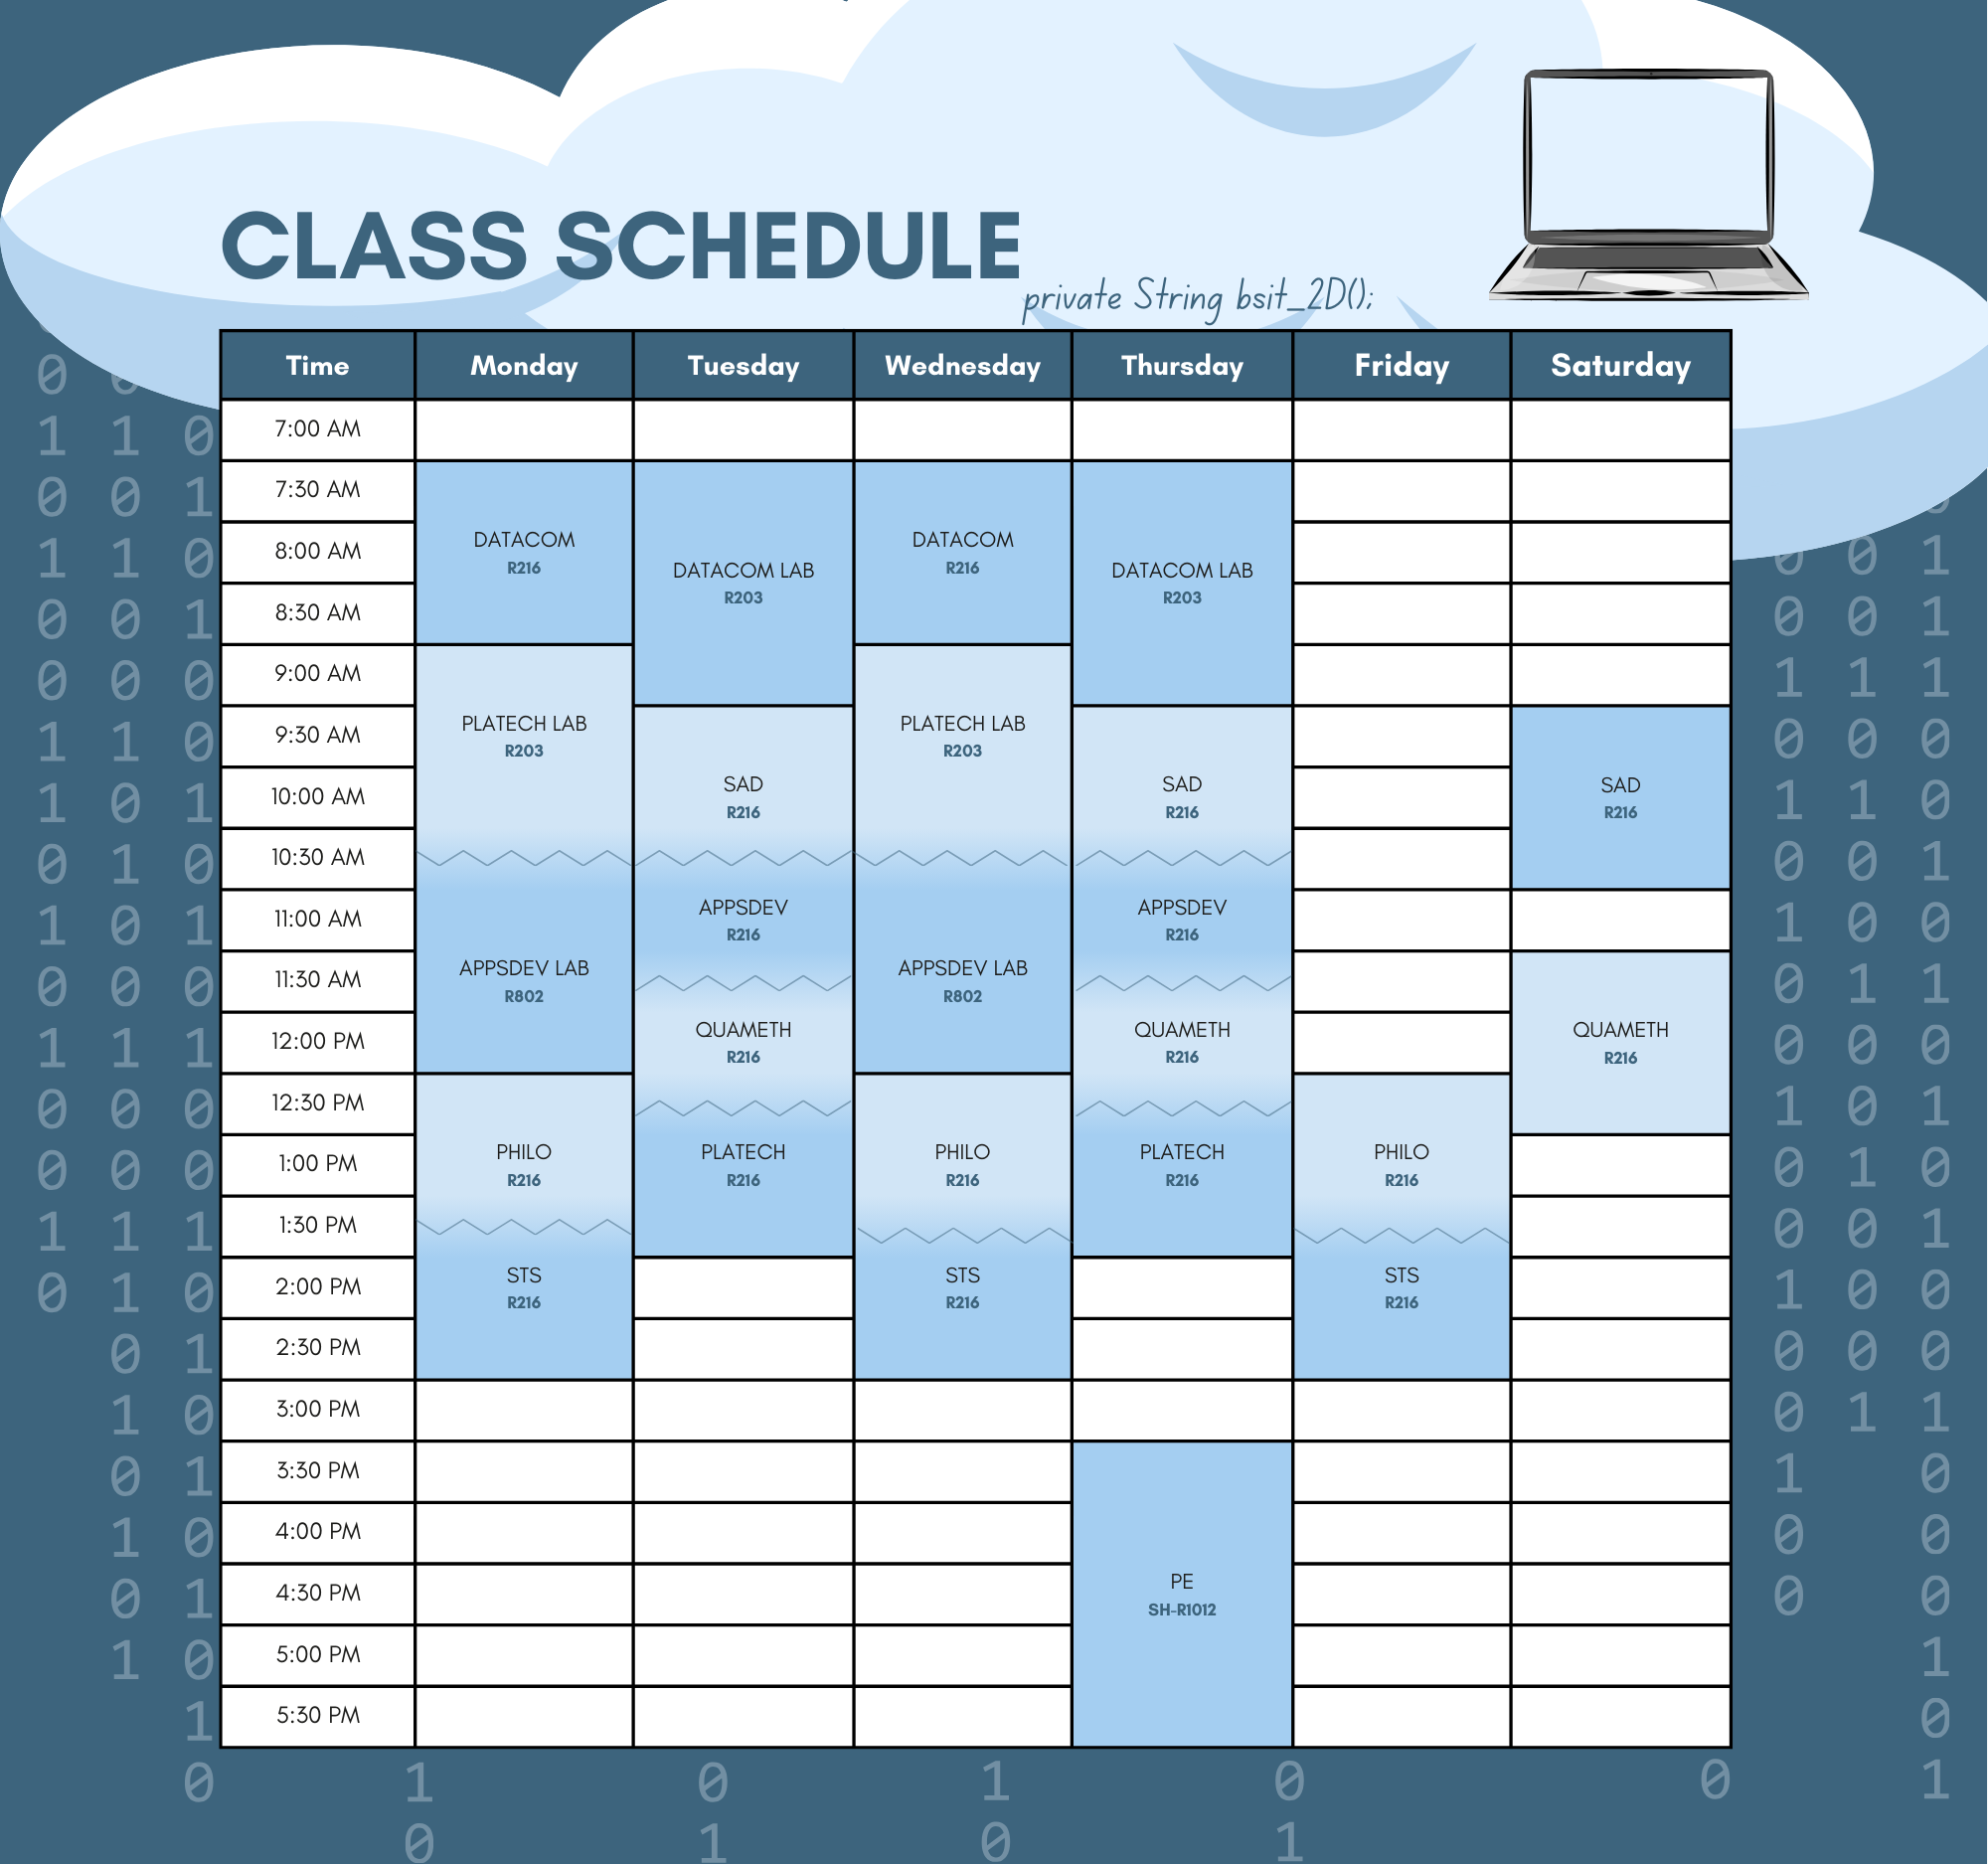 CLASS SCHEDULE
private String bsit_2D();
Time Monday Tuesday Wednesday Thursday Friday Saturday
7:00 AM
7:30 AM
DATACOM DATACOM
8:00 AM R216 R216
DATACOM LAB DATACOM LAB
R203 R203
8:30 AM
9:00 AM
PLATECH LAB PLATECH LAB
9:30 AM
R203 R203
SAD SAD SAD
10:00 AM
R216 R216 R216
10:30 AM
APPSDEV APPSDEV
11:00 AM
R216 R216
APPSDEV LAB APPSDEV LAB
11:30 AM
R802 R802
QUAMETH QUAMETH QUAMETH
12:00 PM
R216 R216 R216
12:30 PM
PHILO PLATECH PHILO PLATECH PHILO
1:00 PM
R216 R216 R216 R216 R216
1:30 PM
STS STS STS
2:00 PM
R216 R216 R216
2:30 PM
3:00 PM
3:30 PM
4:00 PM
PE
4:30 PM
SH-R1012
5:00 PM
5:30 PM